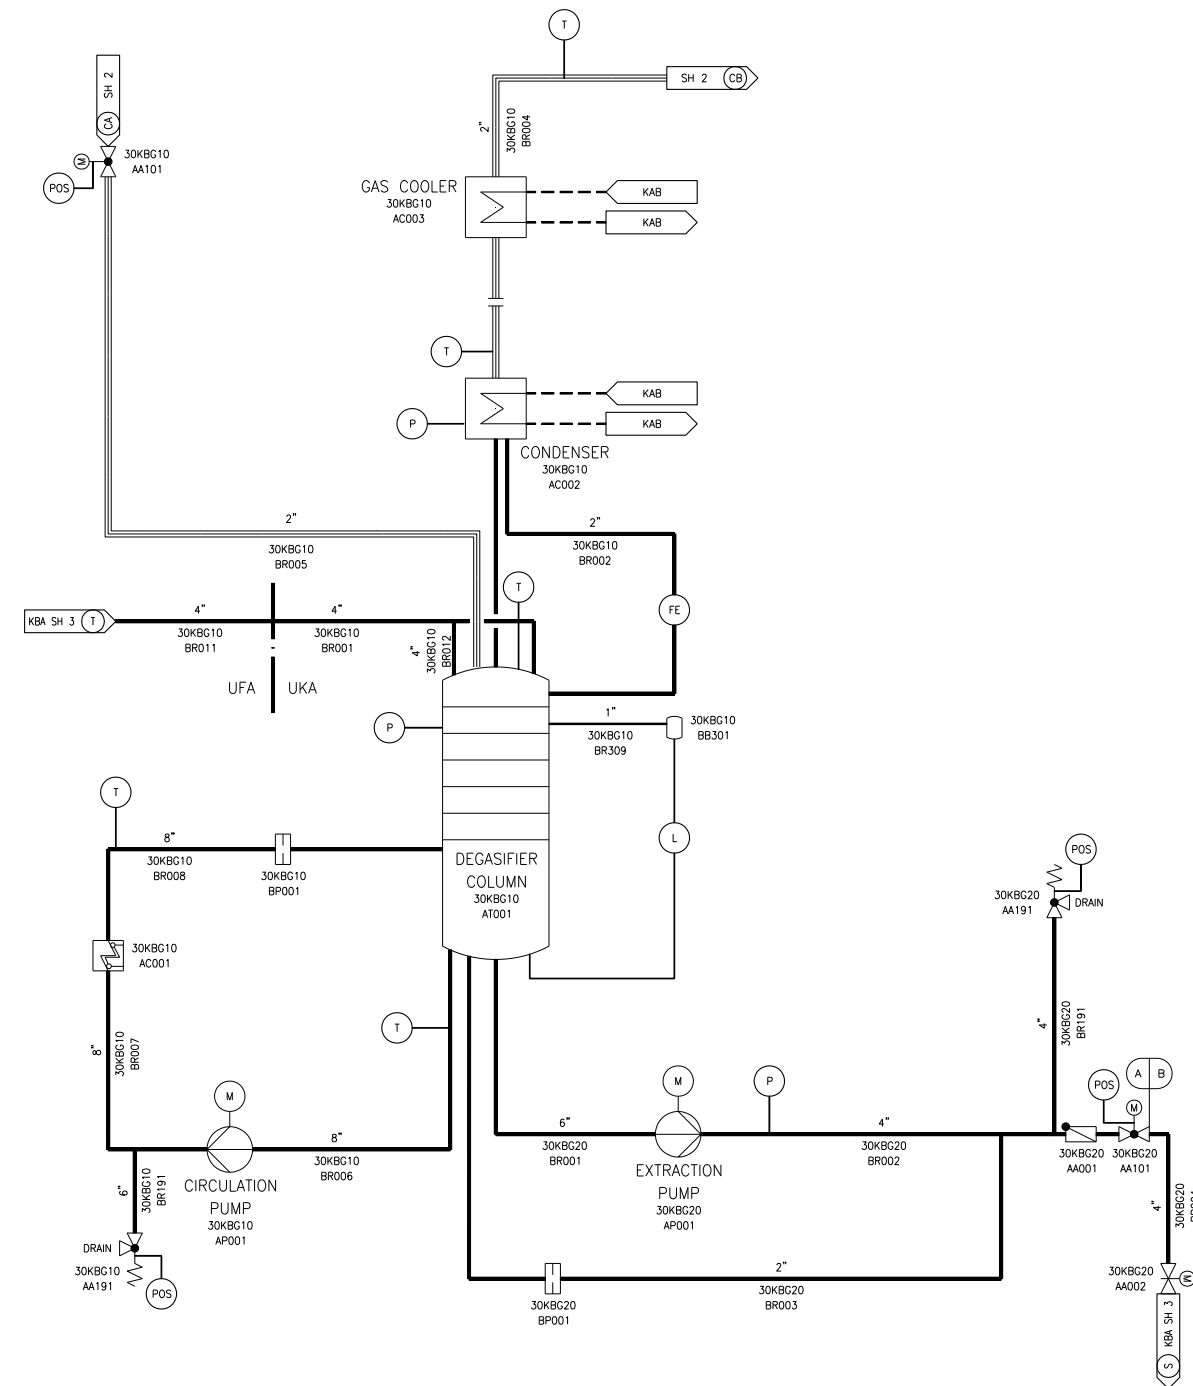 T
SH 2
CB
SH 2
CA
2"
30KBG10
BR004
M
30KBG10
AA101
POS
GAS COOLER
30KBG10
AC003
KAB
KAB
T
KAB
P
KAB
CONDENSER
30KBG10
AC002
2"
30KBG10
BR005
2"
30KBG10
BR002
T
FE
KBA SH 3
T
4"
30KBG10
BR011
4"
30KBG10
BR001
4"
30KBG10
BR012
UFA
UKA
P
1"
30KBG10
BR309
30KBG10
BB301
T
8"
30KBG10
BR008
30KBG10
BP001
L
DEGASIFIER
COLUMN
30KBG10
AT001
POS
30KBG20
AA191
DRAIN
30KBG10
AC001
8"
30KBG10
BR007
T
4"
30KBG20
BR191
M
M
P
POS
A
B
M
8"
30KBG10
BR006
6"
30KBG20
BR001
4"
30KBG20
BR002
30KBG20
AA001
30KBG20
AA101
CIRCULATION
PUMP
30KBG10
AP001
EXTRACTION
PUMP
30KBG20
AP001
6"
30KBG10
BR191
4"
30KBG20
DRAIN
30KBG10
AA191
POS
2"
30KBG20
BR003
30KBG20
BP001
30KBG20
AA002
M
KBA SH 3
S